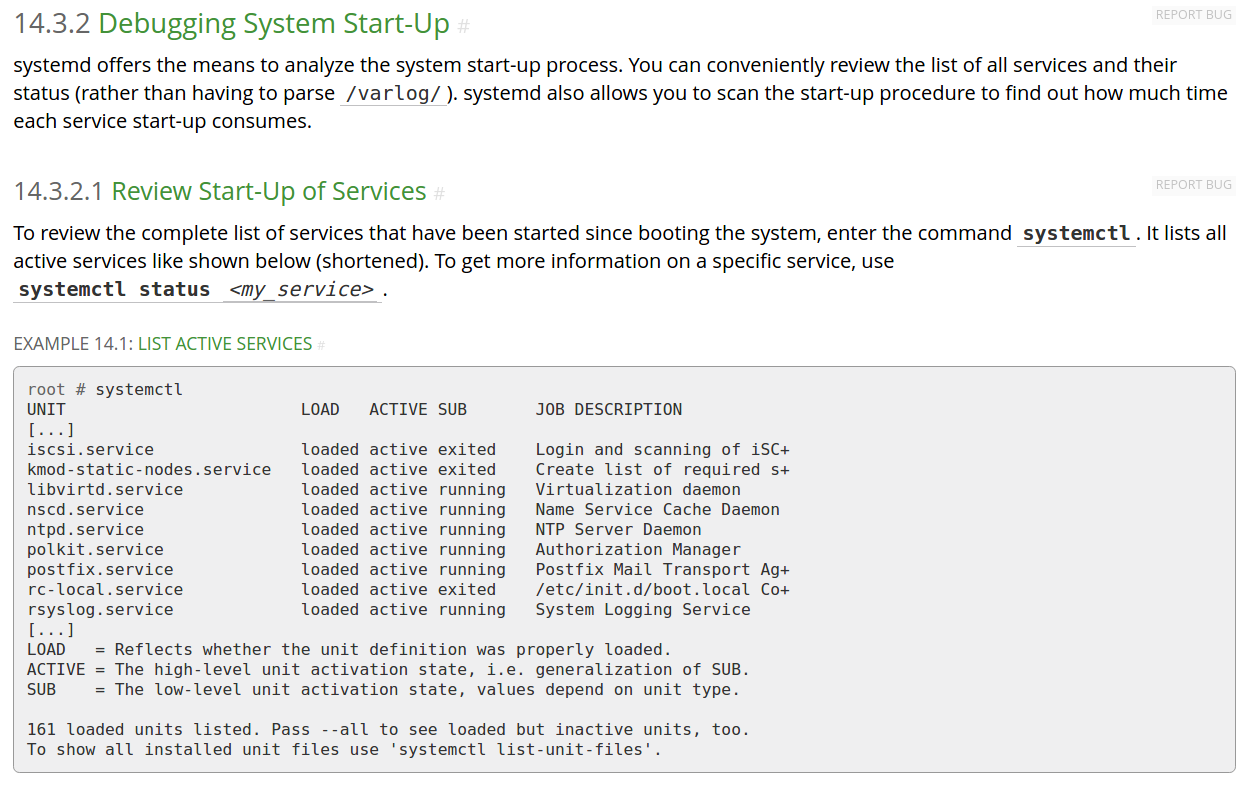 14.3.2 Debugging System Start-Up #
REPORT BUG
systemd offers the means to analyze the system start-up process. You can conveniently review the list of all services and their
status (rather than having to parse /varlog/ ). systemd also allows you to scan the start-up procedure to find out how much time
each service start-up consumes.
14.3.2.1 Review Start-Up of Services #
REPORT BUG
To review the complete list of services that have been started since booting the system, enter the command systemctl . It lists all
active services like shown below (shortened). To get more information on a specific service, use
systemctl status <my_service> .
EXAMPLE 14.1: LIST ACTIVE SERVICES #
root # systemctl
UNIT                        LOAD   ACTIVE SUB       JOB DESCRIPTION
[...]
iscsi.service               loaded active exited    Login and scanning of iSC+
kmod-static-nodes.service   loaded active exited    Create list of required s+
libvirtd.service            loaded active running   Virtualization daemon
nscd.service                loaded active running   Name Service Cache Daemon
ntpd.service                loaded active running   NTP Server Daemon
polkit.service              loaded active running   Authorization Manager
postfix.service             loaded active running   Postfix Mail Transport Ag+
rc-local.service            loaded active exited    /etc/init.d/boot.local Co+
rsyslog.service             loaded active running   System Logging Service
[...]
LOAD   = Reflects whether the unit definition was properly loaded.
ACTIVE = The high-level unit activation state, i.e. generalization of SUB.
SUB    = The low-level unit activation state, values depend on unit type.
161 loaded units listed. Pass --all to see loaded but inactive units, too.
To show all installed unit files use 'systemctl list-unit-files'.